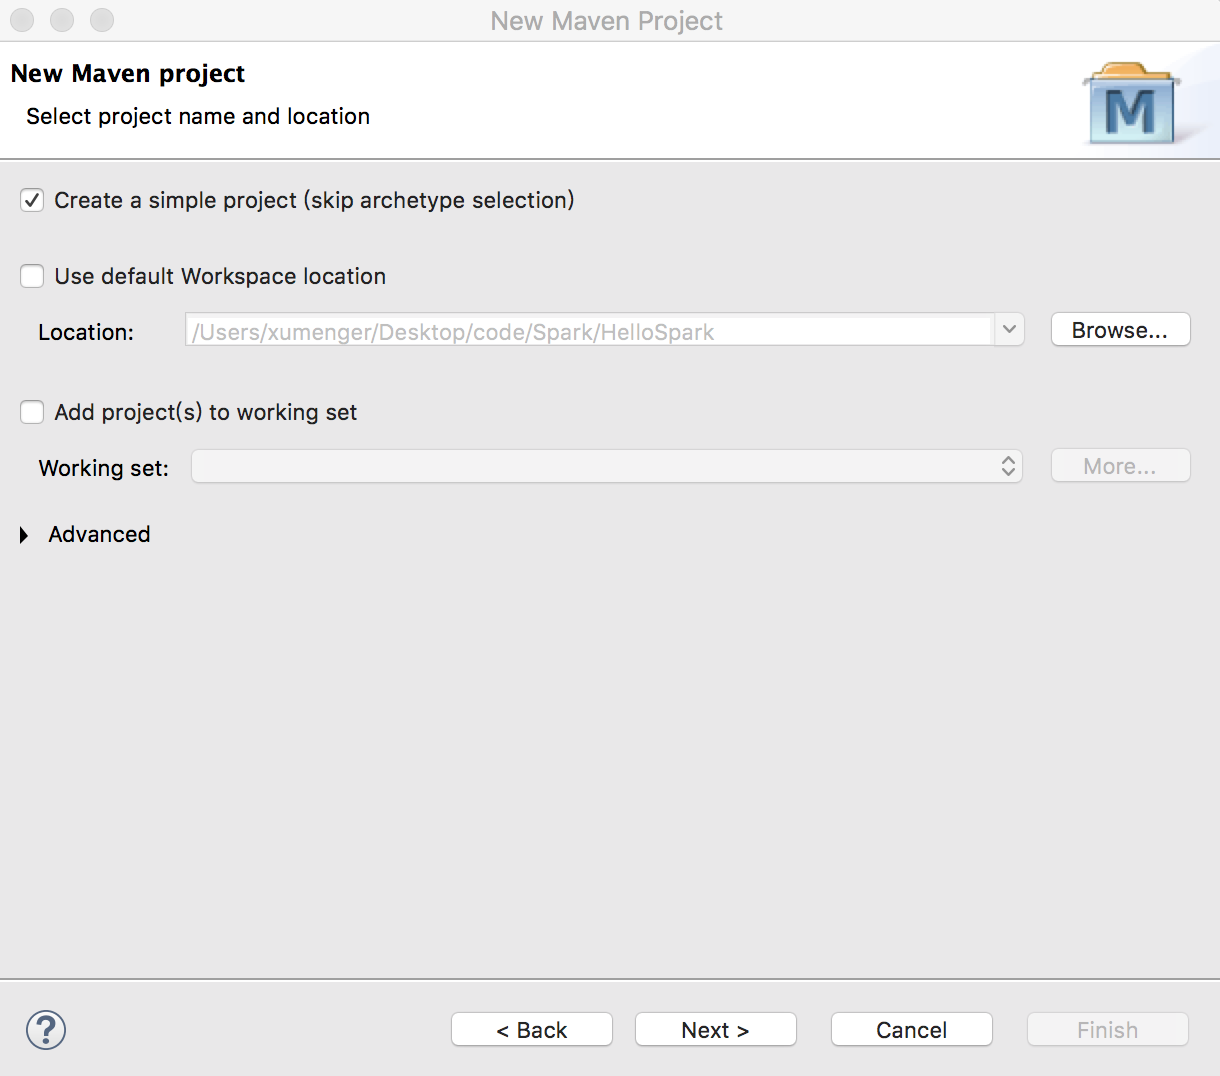 New Maven Project
New Maven project
Select project name and location
M
Create a simple project (skip archetype selection)
Use default Workspace location
Location: /Users/xumenger/Desktop/code/Spark/HelloSpark Browse...
Add project(s) to working set
Working set: More...
Advanced
? < Back Next > Cancel Finish